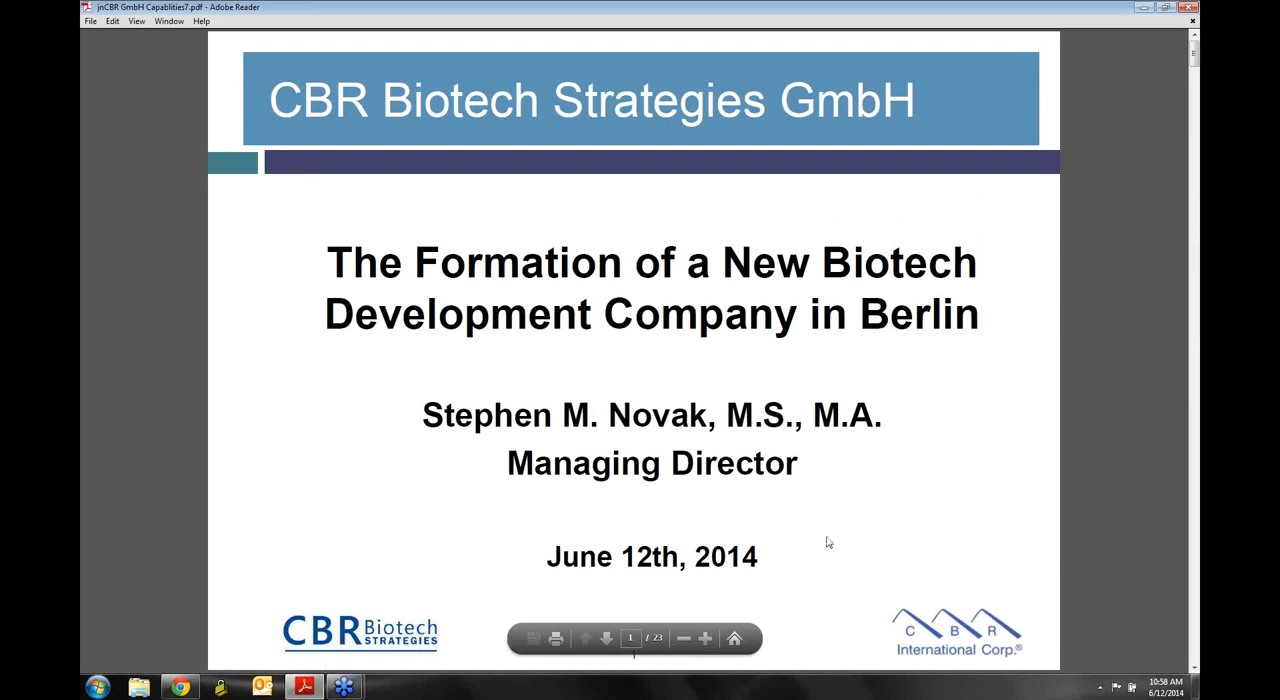 jnCBR GmbH Capablities7.pdf - Adobe Reader
File Edit View Window Help
CBR Biotech Strategies GmbH
The Formation of a New Biotech
Development Company in Berlin
Stephen M. Novak, M.S., M.A.
Managing Director
June 12th, 2014
CBR Biotech
STRATEGIES
1 / 23
C B R
International Corp.®
10:58 AM
6/12/2014